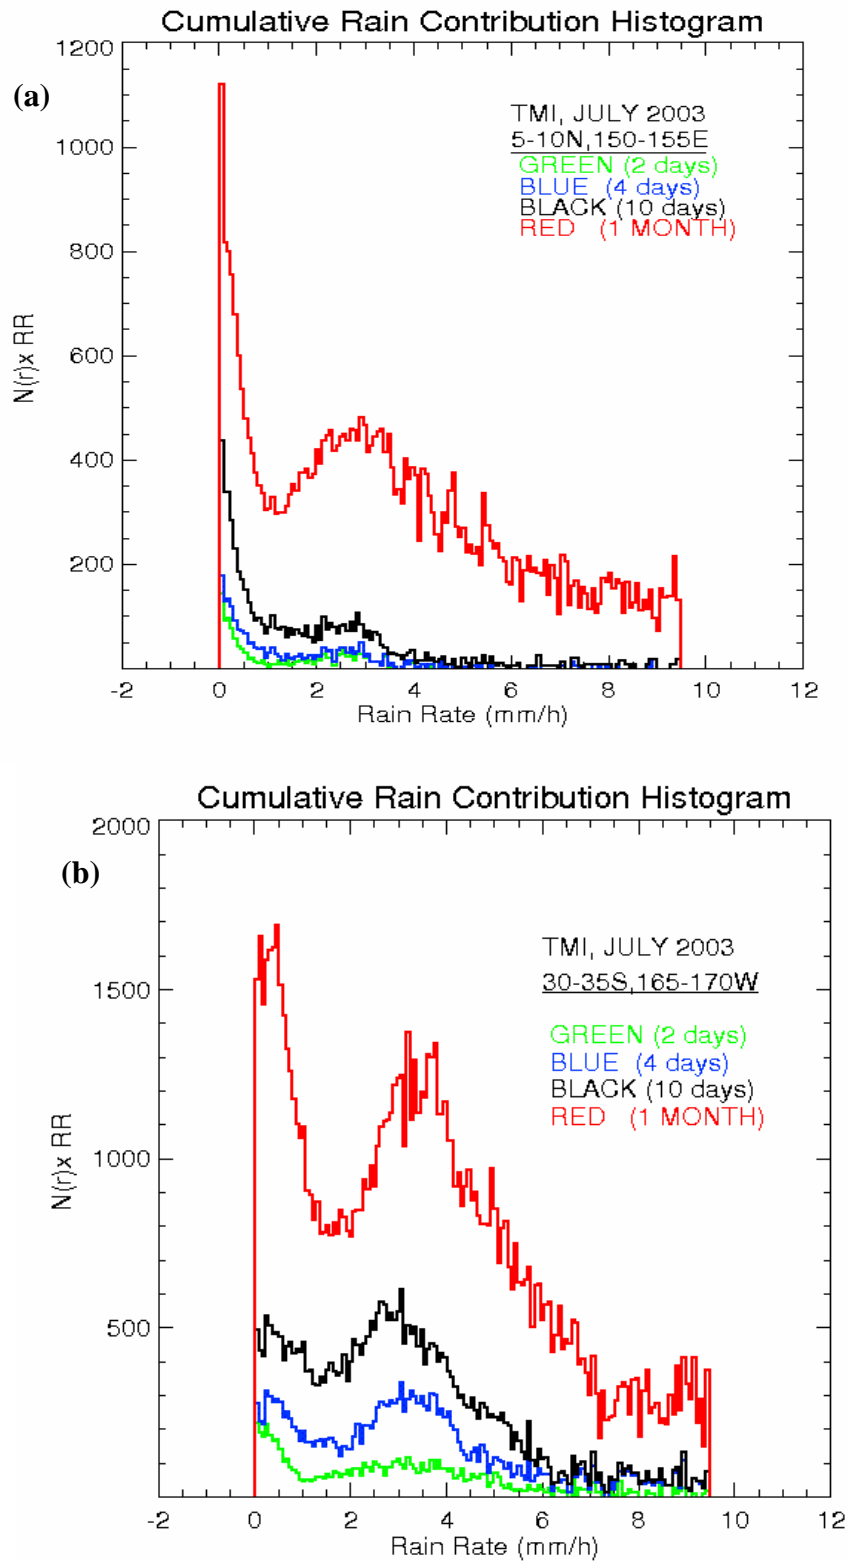 Cumulative Rain Contribution Histogram
(a)
1200
1000
800
600
400
200
N(r)x RR
TMI, JULY 2003
5-10N,150-155E
GREEN (2 days)
BLUE (4 days)
BLACK (10 days)
RED (1 MONTH)
-2 0 2 4 6 8 10 12
Rain Rate (mm/h)
Cumulative Rain Contribution Histogram
(b)
2000
1500
1000
500
N(r)x RR
TMI, JULY 2003
30-35S,165-170W
GREEN (2 days)
BLUE (4 days)
BLACK (10 days)
RED (1 MONTH)
-2 0 2 4 6 8 10 12
Rain Rate (mm/h)